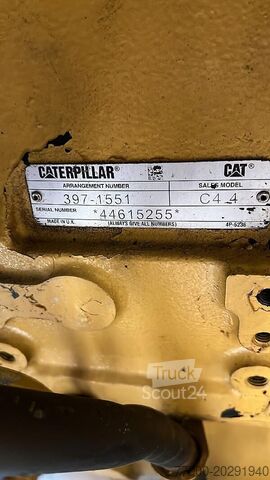 CATERPILLAR CAT
ARRANGEMENT NUMBER SALES MODEL
397-1551 C4.4
SERIAL NUMBER *44615255*
MADE IN U.K. (ALWAYS GIVE ALL NUMBERS) 4P-5236
Truck
Scout24